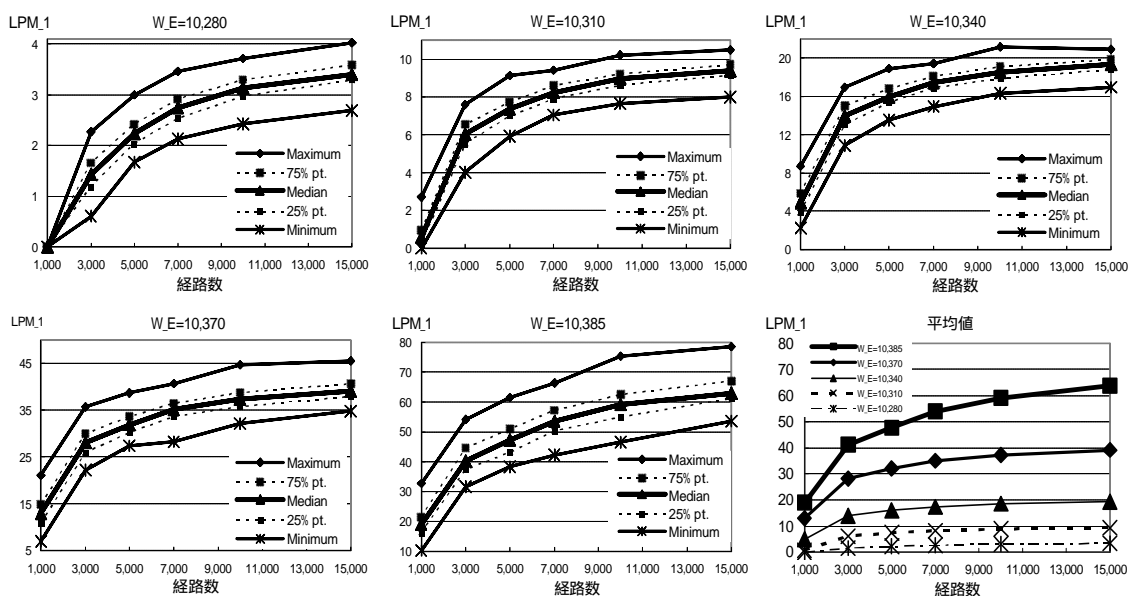 LPM_1 W_E=10,280
4
3
2
1
0
Maximum
75% pt.
Median
25% pt.
Minimum
1,000 3,000 5,000 7,000 9,000 11,000 13,000 15,000
経路数
LPM_1 W_E=10,310
10
8
6
4
2
0
Maximum
75% pt.
Median
25% pt.
Minimum
1,000 3,000 5,000 7,000 9,000 11,000 13,000 15,000
経路数
LPM_1 W_E=10,340
20
16
12
8
4
0
Maximum
75% pt.
Median
25% pt.
Minimum
1,000 3,000 5,000 7,000 9,000 11,000 13,000 15,000
経路数
LPM_1 W_E=10,370
45
35
25
15
5
Maximum
75% pt.
Median
25% pt.
Minimum
1,000 3,000 5,000 7,000 9,000 11,000 13,000 15,000
経路数
LPM_1 W_E=10,385
80
70
60
50
40
30
20
10
Maximum
75% pt.
Median
25% pt.
Minimum
1,000 3,000 5,000 7,000 9,000 11,000 13,000 15,000
経路数
LPM_1 平均値
80
70
60
50
40
30
20
10
0
W_E=10,385
W_E=10,370
W_E=10,340
W_E=10,310
W_E=10,280
1,000 3,000 5,000 7,000 9,000 11,000 13,000 15,000
経路数